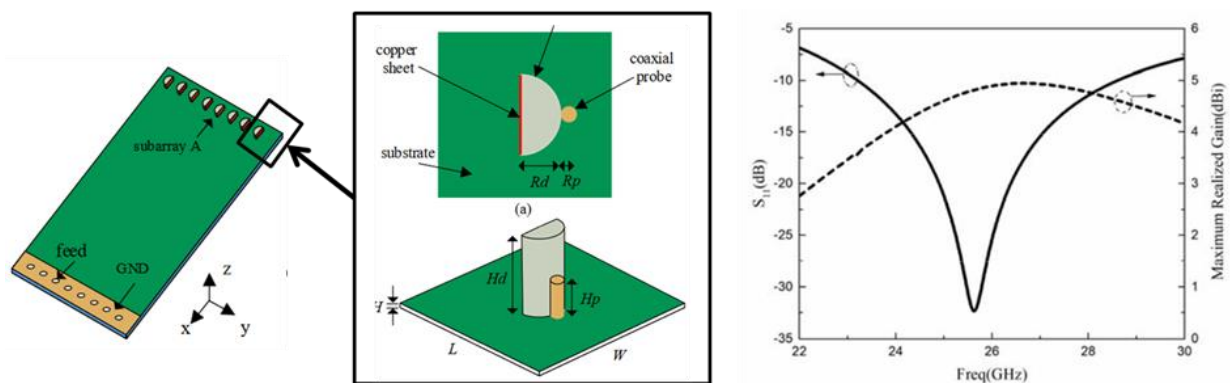 subarray A
feed
GND
z
x
y
copper
sheet
coaxial
probe
substrate
Rd
Rp
(a)
Hd
Hp
H
L
W
-5
-10
-15
-20
-25
-30
-35
S11(dB)
22
24
26
28
30
Freq(GHz)
6
5
4
3
2
1
0
Maximum Realized Gain(dBi)